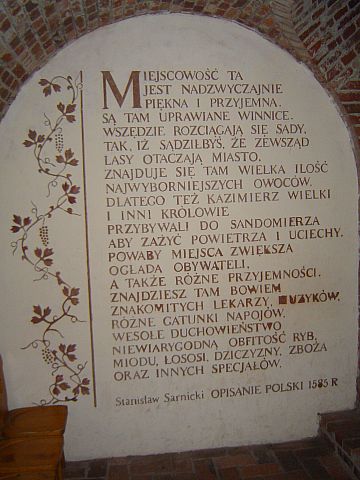 MIEJSCOWOŚĆ TA
JEST NADZWYCZAJNIE
PIĘKNA I PRZYJEMNA.
SĄ TAM UPRAWIANE WINNICE.
WSZĘDZIE ROZCIĄGAJĄ SIĘ SADY,
TAK, IŻ SĄDZIŁBYŚ, ŻE ZEWSZĄD
LASY OTACZAJĄ MIASTO.
ZNAJDUJE SIĘ TAM WIELKA ILOŚĆ
NAJWYBORNIEJSZYCH OWOCÓW.
DLATEGO TEŻ KAZIMIERZ WIELKI
I INNI KRÓLOWIE
PRZYBYWALI DO SANDOMIERZA
ABY ZAŻYĆ POWIETRZA I UCIECHY.
POWABY MIEJSCA ZWIĘKSZA
OGŁADA OBYWATELI,
A TAKŻE RÓŻNE PRZYJEMNOŚCI.
ZNAJDZIESZ TAM BOWIEM
ZNAKOMITYCH LEKARZY, MUZYKÓW,
RÓŻNE GATUNKI NAPOJÓW,
WESOŁE DUCHOWIEŃSTWO
NIEWIARYGODNĄ OBFITOŚĆ RYB,
MIODU, ŁOSOSI, DZICZYZNY, ZBOŻA
ORAZ INNYCH SPECJAŁÓW.
Stanisław Sarnicki OPISANIE POLSKI 1585 R